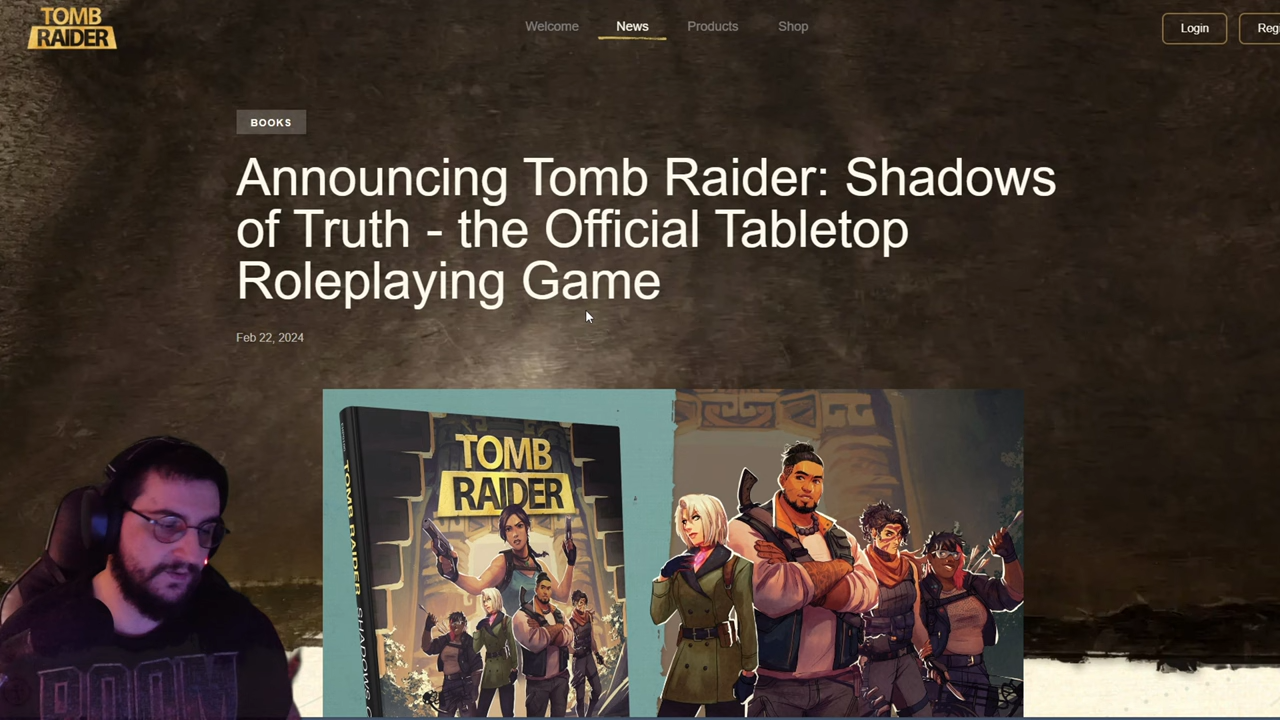 TOMB
RAIDER
Welcome
News
Products
Shop
Login
BOOKS
Announcing Tomb Raider: Shadows
of Truth - the Official Tabletop
Roleplaying Game
Feb 22, 2024
TOMB
RAIDER
TOMB RAIDER
DOOM